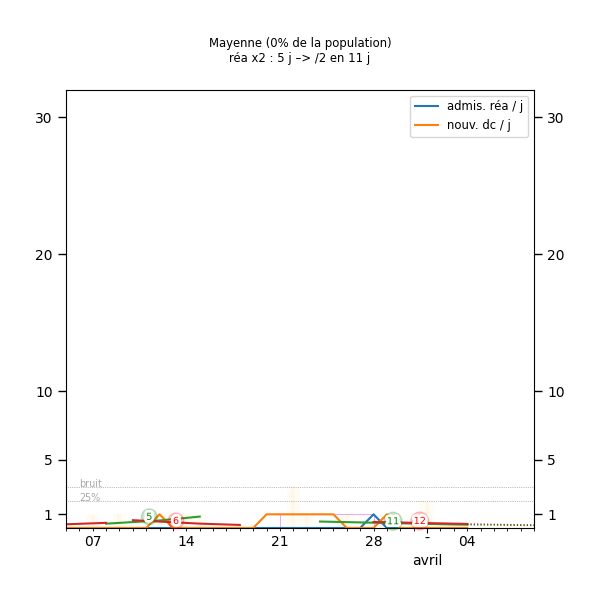 Mayenne (0% de la population)
réa x2 : 5 j –> /2 en 11 j
admis. réa / j
nouv. dc / j
30 30
20 20
10 10
5 5
bruit
25%
1 5 6 11 12 1
07 14 21 28 - 04
avril